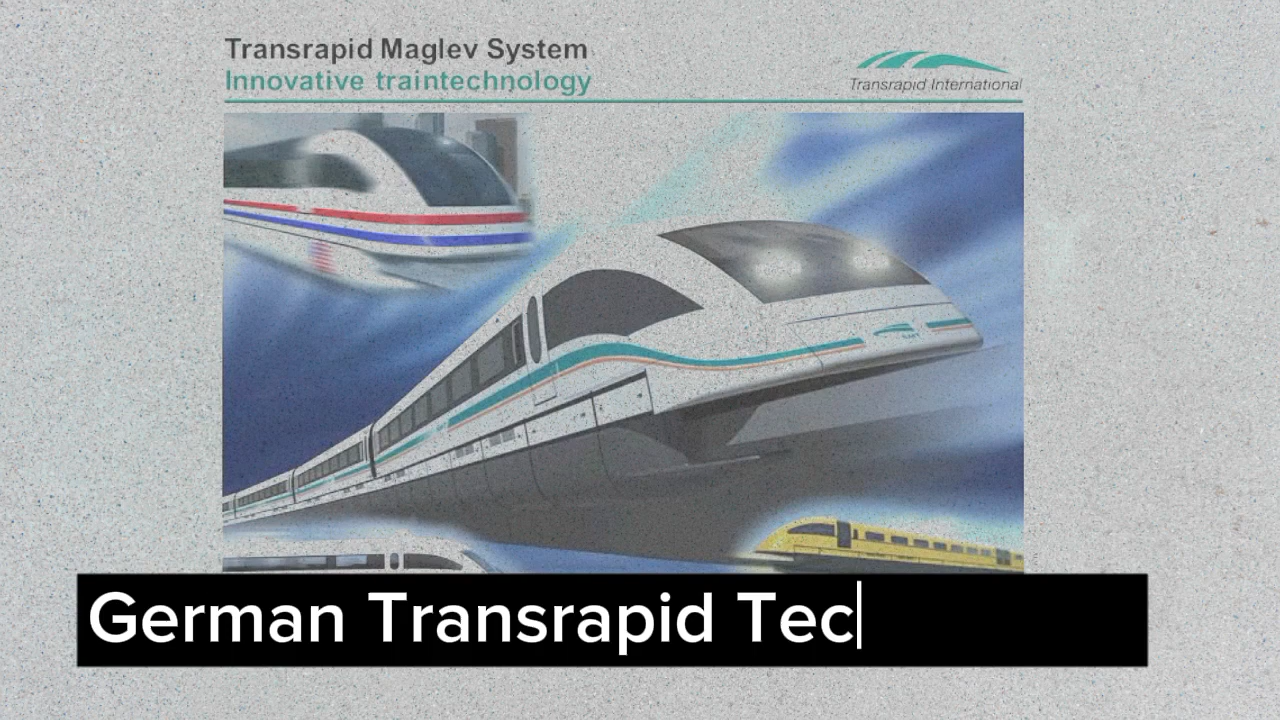 Transrapid Maglev System
Innovative traintechnology
Transrapid International
German Transrapid Tec